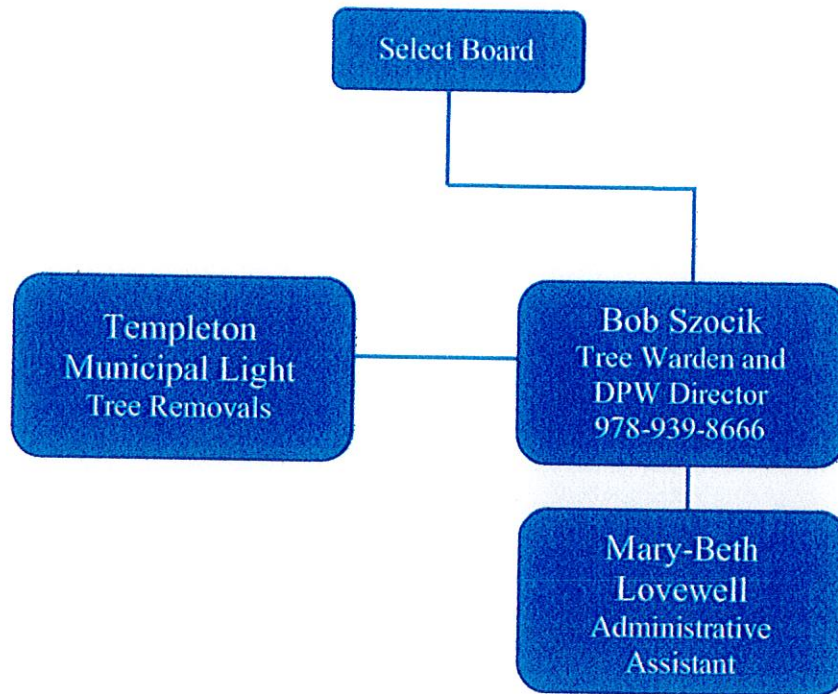 Select Board
Templeton
Municipal Light
Tree Removals
Bob Szocik
Tree Warden and
DPW Director
978-939-8666
Mary-Beth
Lovewell
Administrative
Assistant